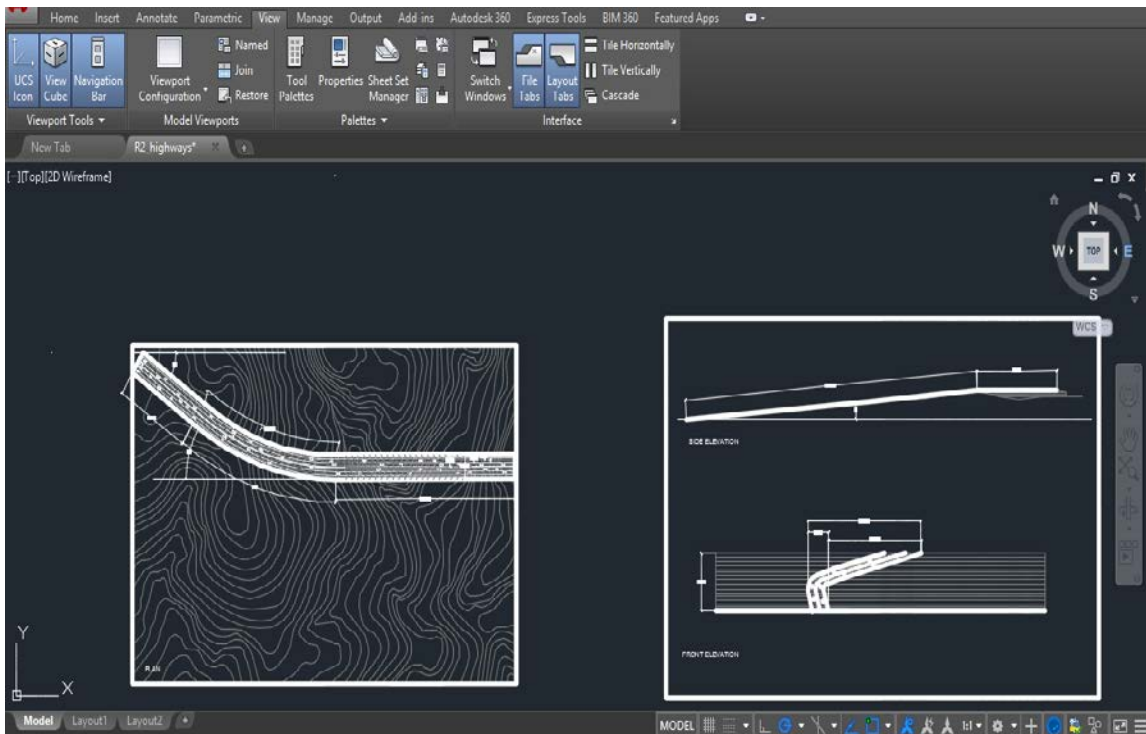 Home Insert Annotate Parametric View Manage Output Add ins Autodesk 360 Express Tools BIM 360 Featured Apps
UCS Icon
View Cube
Navigation Bar
Viewport Configuration
Named
Join
Restore
Tool Palettes
Properties
Sheet Set Manager
Switch Windows
File Tabs
Layout Tabs
Tile Horizontally
Tile Vertically
Cascade
Viewport Tools Model Viewports Palettes Interface
New Tab R2 highways*
[-][Top][2D Wireframe]
N
W TOP E
S
WCS
SIDE ELEVATION
FRONT ELEVATION
PLAN
Y
X
Model Layout1 Layout2 +
MODEL 1:1